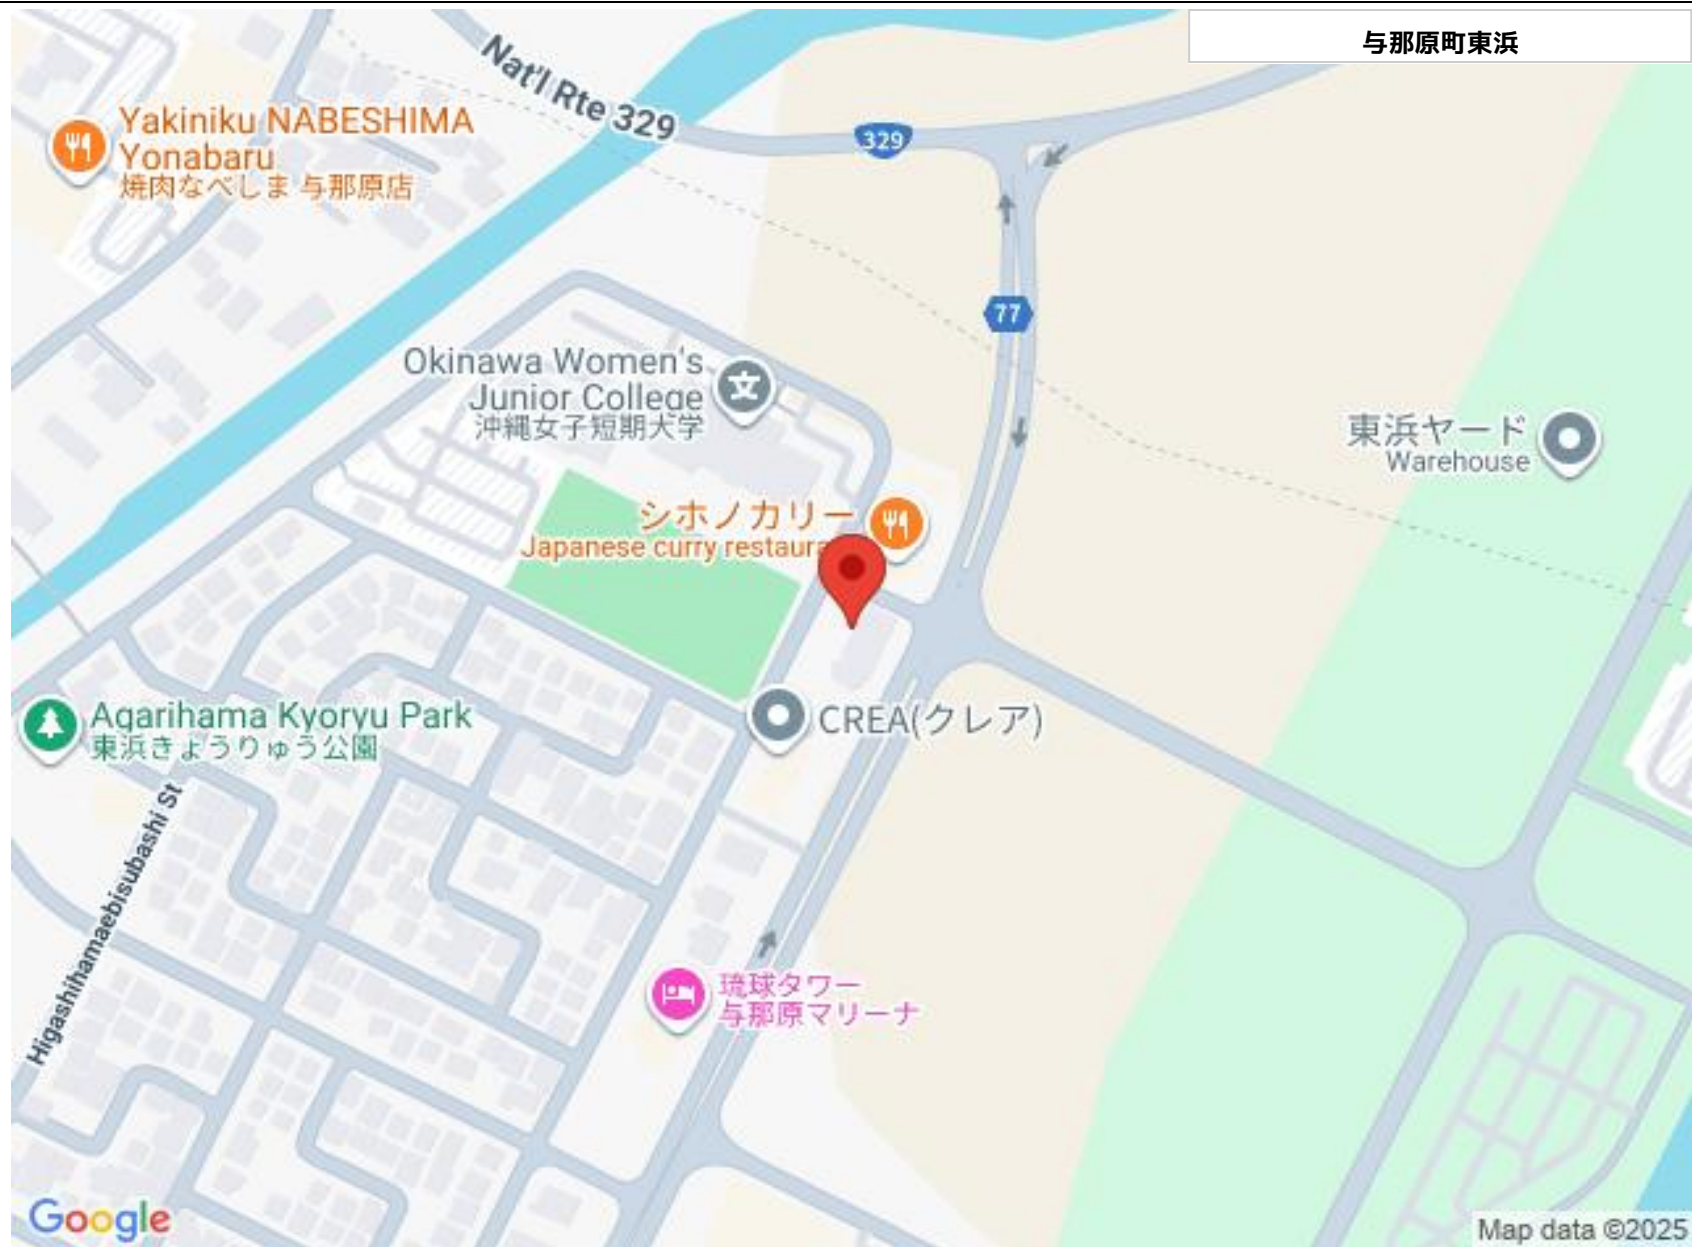 与那原町東浜
Nat'l Rte 329
329
Yakiniku NABESHIMA
Yonabaru
焼肉なべしま 与那原店
77
Okinawa Women's
Junior College
沖縄女子短期大学
文
東浜ヤード
Warehouse
シホノカリー
Japanese curry restaura
CREA(クレア)
Agarihama Kyoryu Park
東浜きょうりゅう公園
Higashihamaebisubashi St
琉球タワー
与那原マリーナ
Google
Map data ©2025